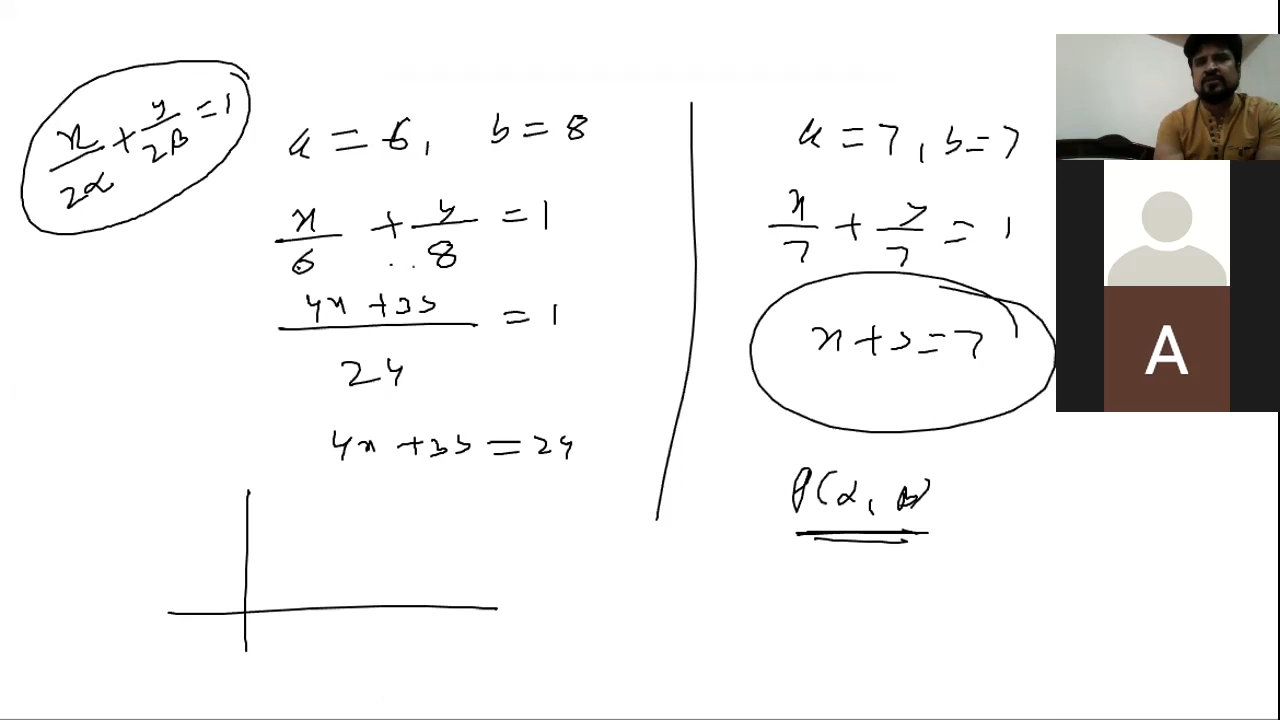 x/2α + y/2β = 1
a = 6, b = 8
x/6 + y/8 = 1
4x + 3y/24 = 1
4x + 3y = 24
a = 7, b = 7
x/7 + y/7 = 1
x + y = 7
P(α, β)
A